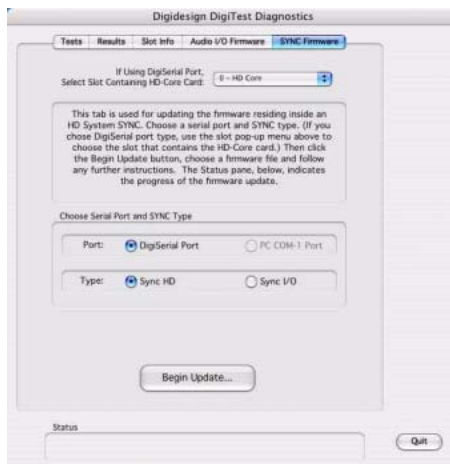 Digidesign DigiTest Diagnostics
Tests Results Slot Info Audio I/O Firmware SYNC Firmware
If Using DigiSerial Port,
Select Slot Containing HD-Core Card: 0 - HD Core
This tab is used for updating the firmware residing inside an
HD System SYNC. Choose a serial port and SYNC type. (If you
chose DigiSerial port type, use the slot pop-up menu above to
choose the slot that contains the HD-Core card.) Then click
the Begin Update button, choose a firmware file and follow
any further instructions. The Status pane, below, indicates
the progress of the firmware update.
Choose Serial Port and SYNC Type
Port: DigiSerial Port PC COM-1 Port
Type: Sync HD Sync I/O
Begin Update...
Status
Quit